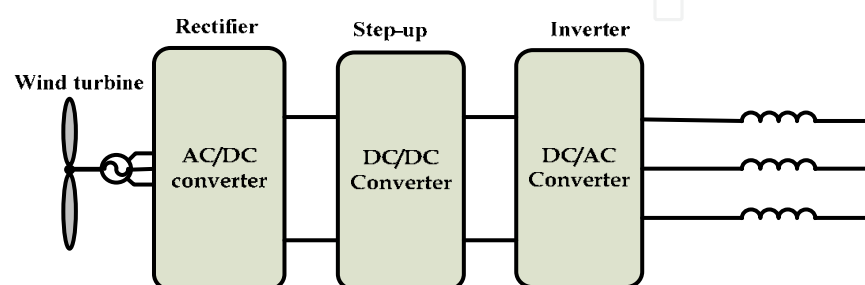 Rectifier
Step-up
Inverter
Wind turbine
AC/DC
converter
DC/DC
Converter
DC/AC
Converter